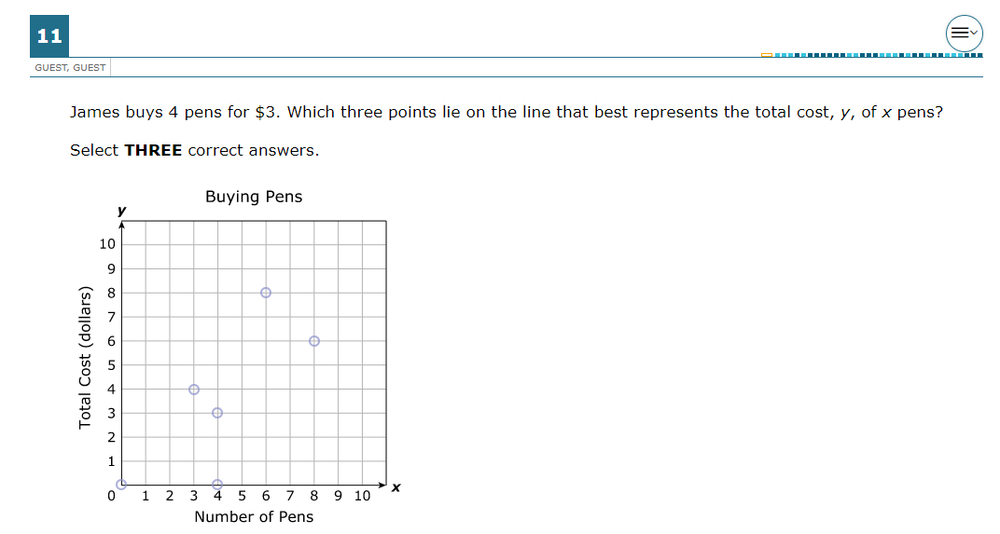 11
GUEST, GUEST
James buys 4 pens for $3. Which three points lie on the line that best represents the total cost, y, of x pens?
Select THREE correct answers.
Buying Pens
y
10
9
8
7
6
5
4
3
2
1
Total Cost (dollars)
0 1 2 3 4 5 6 7 8 9 10
x
Number of Pens